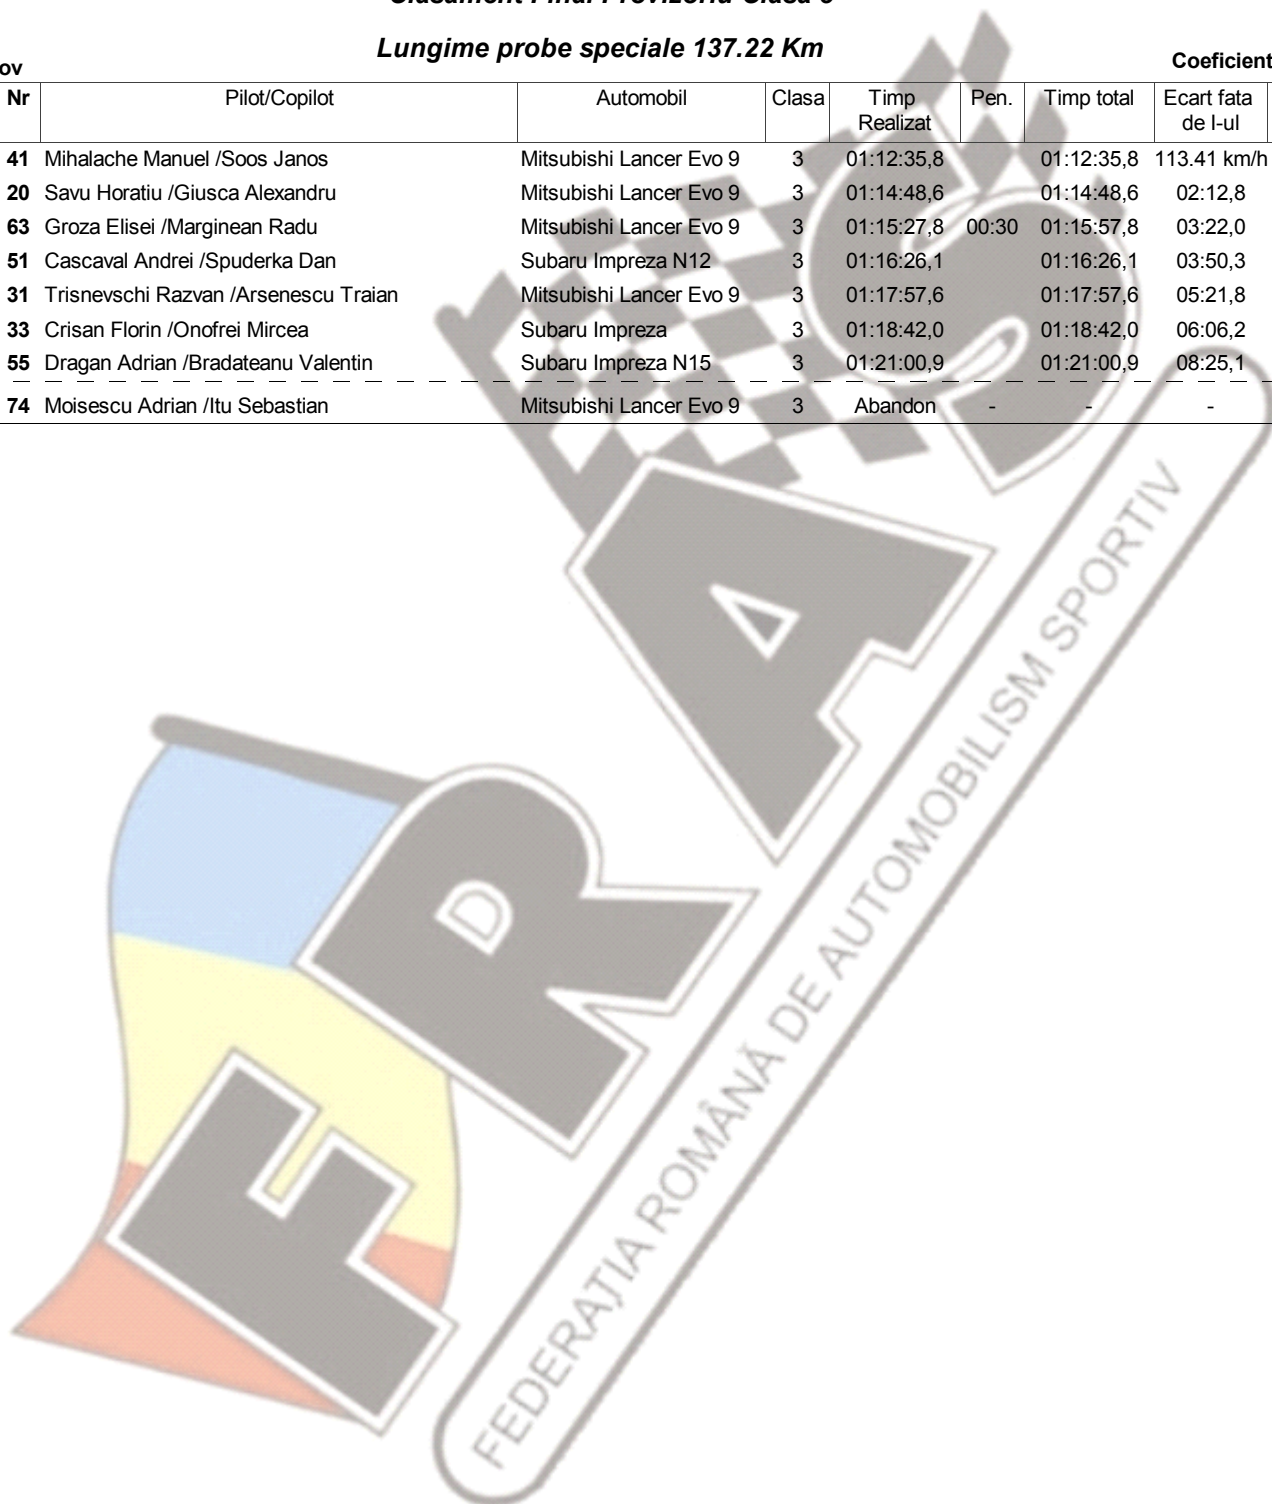 Clasament Final Provizoriu Clasa 3
Lungime probe speciale 137.22 Km
ov
Coeficient
Nr Pilot/Copilot Automobil Clasa Timp Realizat Pen. Timp total Ecart fata de I-ul
41 Mihalache Manuel /Soos Janos Mitsubishi Lancer Evo 9 3 01:12:35,8 01:12:35,8 113.41 km/h
20 Savu Horatiu /Giusca Alexandru Mitsubishi Lancer Evo 9 3 01:14:48,6 01:14:48,6 02:12,8
63 Groza Elisei /Marginean Radu Mitsubishi Lancer Evo 9 3 01:15:27,8 00:30 01:15:57,8 03:22,0
51 Cascaval Andrei /Spuderka Dan Subaru Impreza N12 3 01:16:26,1 01:16:26,1 03:50,3
31 Trisnevschi Razvan /Arsenescu Traian Mitsubishi Lancer Evo 9 3 01:17:57,6 01:17:57,6 05:21,8
33 Crisan Florin /Onofrei Mircea Subaru Impreza 3 01:18:42,0 01:18:42,0 06:06,2
55 Dragan Adrian /Bradateanu Valentin Subaru Impreza N15 3 01:21:00,9 01:21:00,9 08:25,1
74 Moisescu Adrian /Itu Sebastian Mitsubishi Lancer Evo 9 3 Abandon - - -
FRAS
FEDERAȚIA ROMÂNĂ DE AUTOMOBILISM SPORTIV